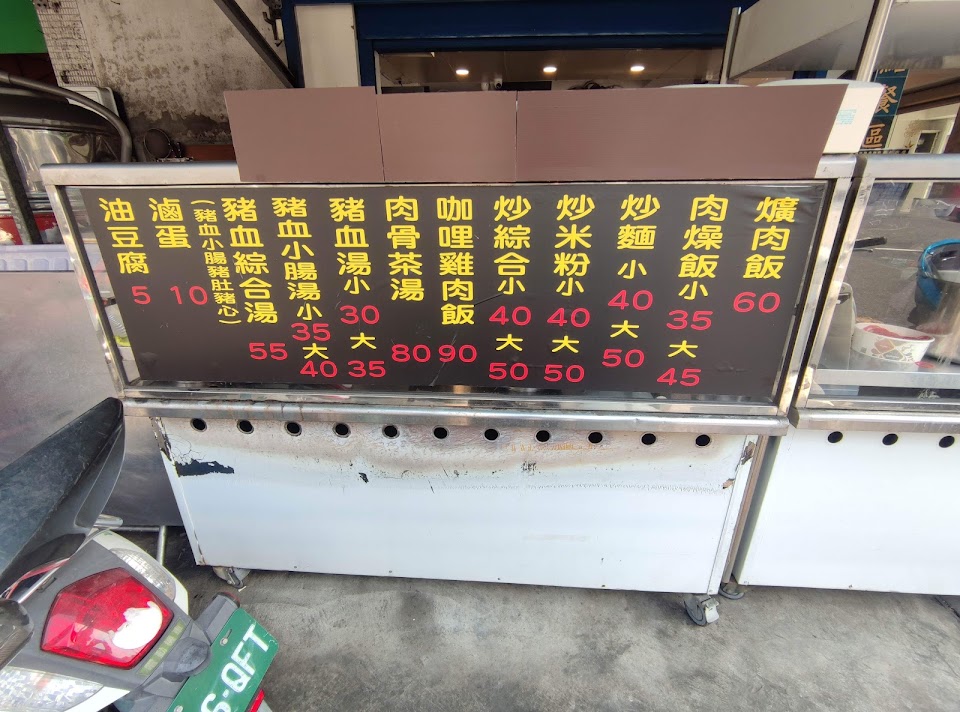 爌肉飯 60
肉燥飯 小 35 大 45
炒麵 小 40 大 50
炒米粉 小 40 大 50
炒綜合 小 40 大 50
咖哩雞肉飯 90
肉骨茶湯 80
豬血湯 小 30 大 35
豬血小腸湯 小 35 大 40
豬血綜合湯 55
(豬血小腸豬肚豬心)
滷蛋 10
油豆腐 5
餐區
S-QFT